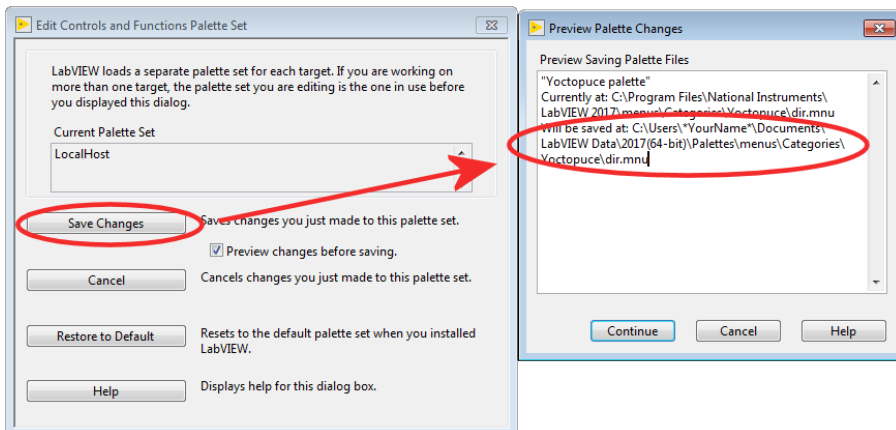 Edit Controls and Functions Palette Set
LabVIEW loads a separate palette set for each target. If you are working on
more than one target, the palette set you are editing is the one in use before
you displayed this dialog.
Current Palette Set
LocalHost
Save Changes
Saves changes you just made to this palette set.
Preview changes before saving.
Cancel
Cancels changes you just made to this palette set.
Restore to Default
Resets to the default palette set when you installed
LabVIEW.
Help
Displays help for this dialog box.
Preview Palette Changes
Preview Saving Palette Files
"Yoctopuce palette"
Currently at: C:\Program Files\National Instruments\
LabVIEW 2017\menus\Categories\Yoctopuce\dir.mnu
Will be saved at: C:\Users\*YourName*\Documents\
LabVIEW Data\2017(64-bit)\Palettes\menus\Categories\
Yoctopuce\dir.mnu
Continue
Cancel
Help